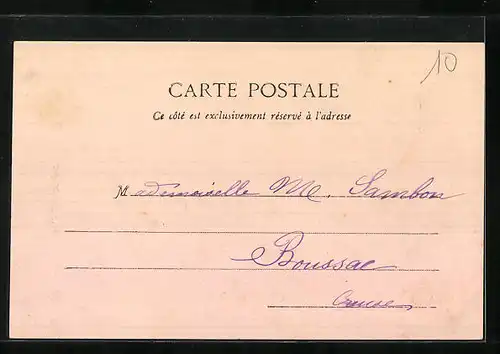 10
CARTE POSTALE
Ce côté est exclusivement réservé à l'adresse
Mademoiselle M. Sambon
Boussac
Creuse